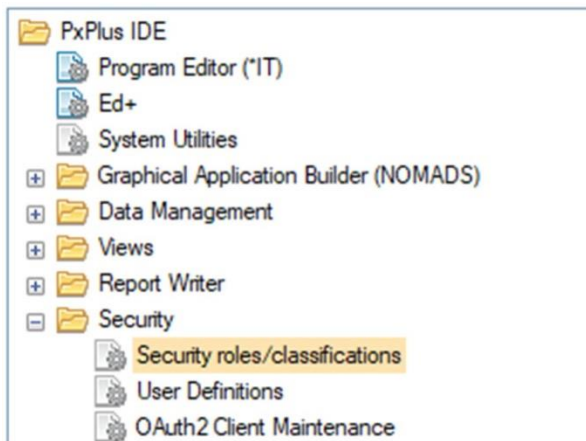 PxPlus IDE
Program Editor (*IT)
Ed+
System Utilities
Graphical Application Builder (NOMADS)
Data Management
Views
Report Writer
Security
Security roles/classifications
User Definitions
OAuth2 Client Maintenance